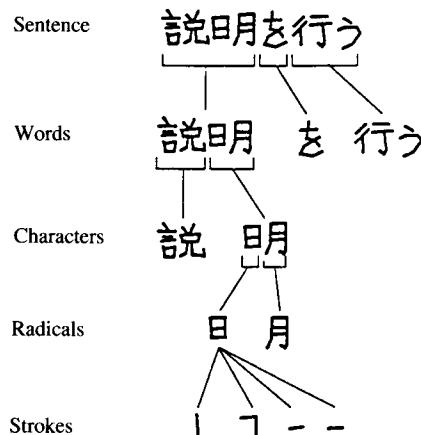 Sentence 説明を行う
Words 説明 を 行う
Characters 説 明
Radicals 日 月
Strokes